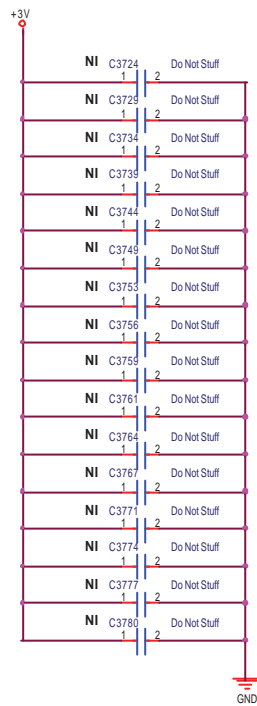 +3V
NI C3724 Do Not Stuff
1 2
NI C3729 Do Not Stuff
1 2
NI C3734 Do Not Stuff
1 2
NI C3739 Do Not Stuff
1 2
NI C3744 Do Not Stuff
1 2
NI C3749 Do Not Stuff
1 2
NI C3753 Do Not Stuff
1 2
NI C3756 Do Not Stuff
1 2
NI C3759 Do Not Stuff
1 2
NI C3761 Do Not Stuff
1 2
NI C3764 Do Not Stuff
1 2
NI C3767 Do Not Stuff
1 2
NI C3771 Do Not Stuff
1 2
NI C3774 Do Not Stuff
1 2
NI C3777 Do Not Stuff
1 2
NI C3780 Do Not Stuff
1 2
GND